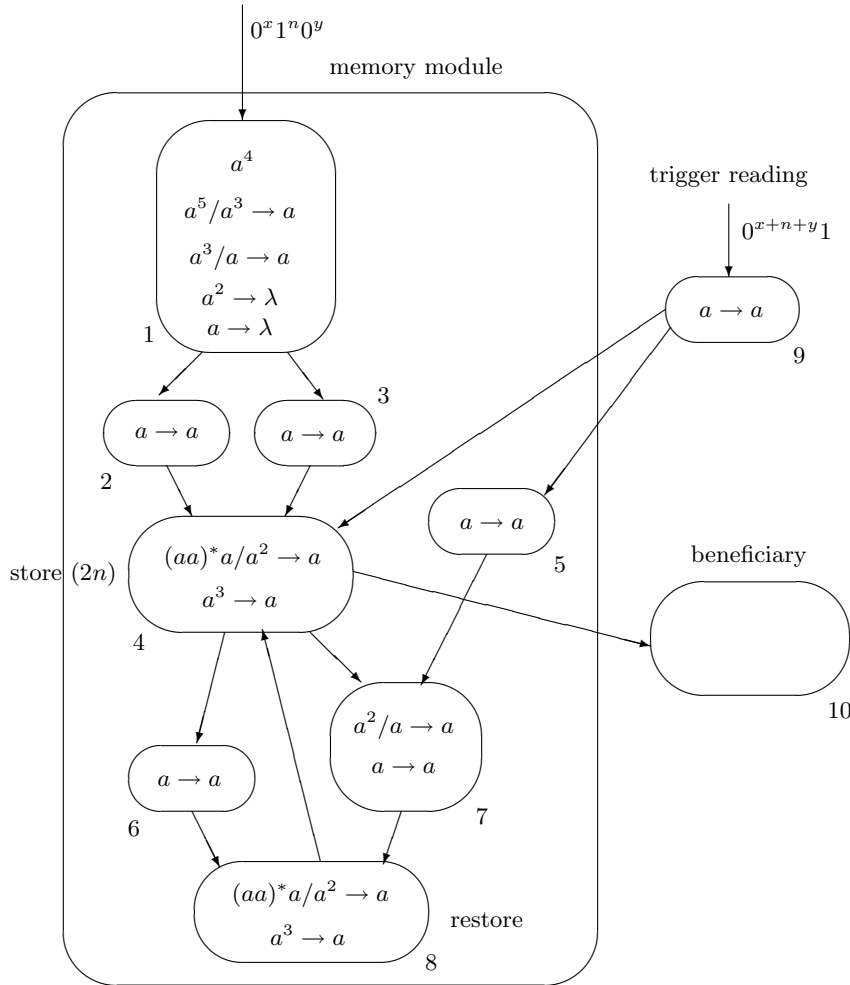 0^x1^n0^y
memory module
a^4
a^5/a^3 → a
a^3/a → a
a^2 → λ
a → λ
1
trigger reading
0^{x+n+y}1
a → a
9
a → a
2
a → a
3
a → a
5
store (2n)
(aa)*a/a^2 → a
a^3 → a
4
beneficiary
10
a → a
6
a^2/a → a
a → a
7
(aa)*a/a^2 → a
a^3 → a
8
restore